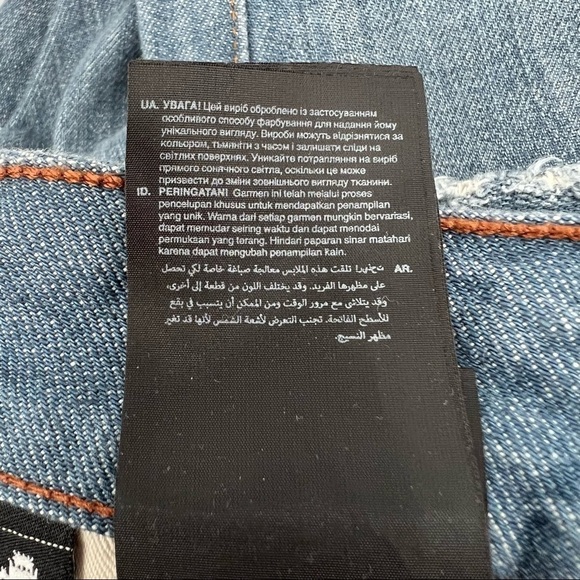 UA. УВАГА! Цей виріб оброблено із застосуванням
особливого способу фарбування для надання йому
унікального вигляду. Вироби можуть відрізнятися за
кольором, тьмяніти з часом і залишати сліди на
світлих поверхнях. Уникайте потрапляння на виріб
прямого сонячного світла, оскільки це може
призвести до зміни зовнішнього вигляду тканини.
ID. PERINGATAN! Garmen ini telah melalui proses
pencelupan khusus untuk mendapatkan penampilan
yang unik. Warna dari setiap garmen mungkin bervariasi,
dapat memudar seiring waktu dan dapat menodai
permukaan yang terang. Hindari paparan sinar matahari
karena dapat mengubah penampilan kain.
AR. تحذير! تلقت هذه الملابس معالجة صباغة خاصة لكي تحصل
على مظهرها الفريد. وقد يختلف اللون من قطعة إلى أخرى،
وقد يتلاشى مع مرور الوقت ومن الممكن أن يتسبب في بقع
للأسطح الفاتحة. تجنب التعرض لأشعة الشمس لأنها قد تغير
مظهر النسيج.